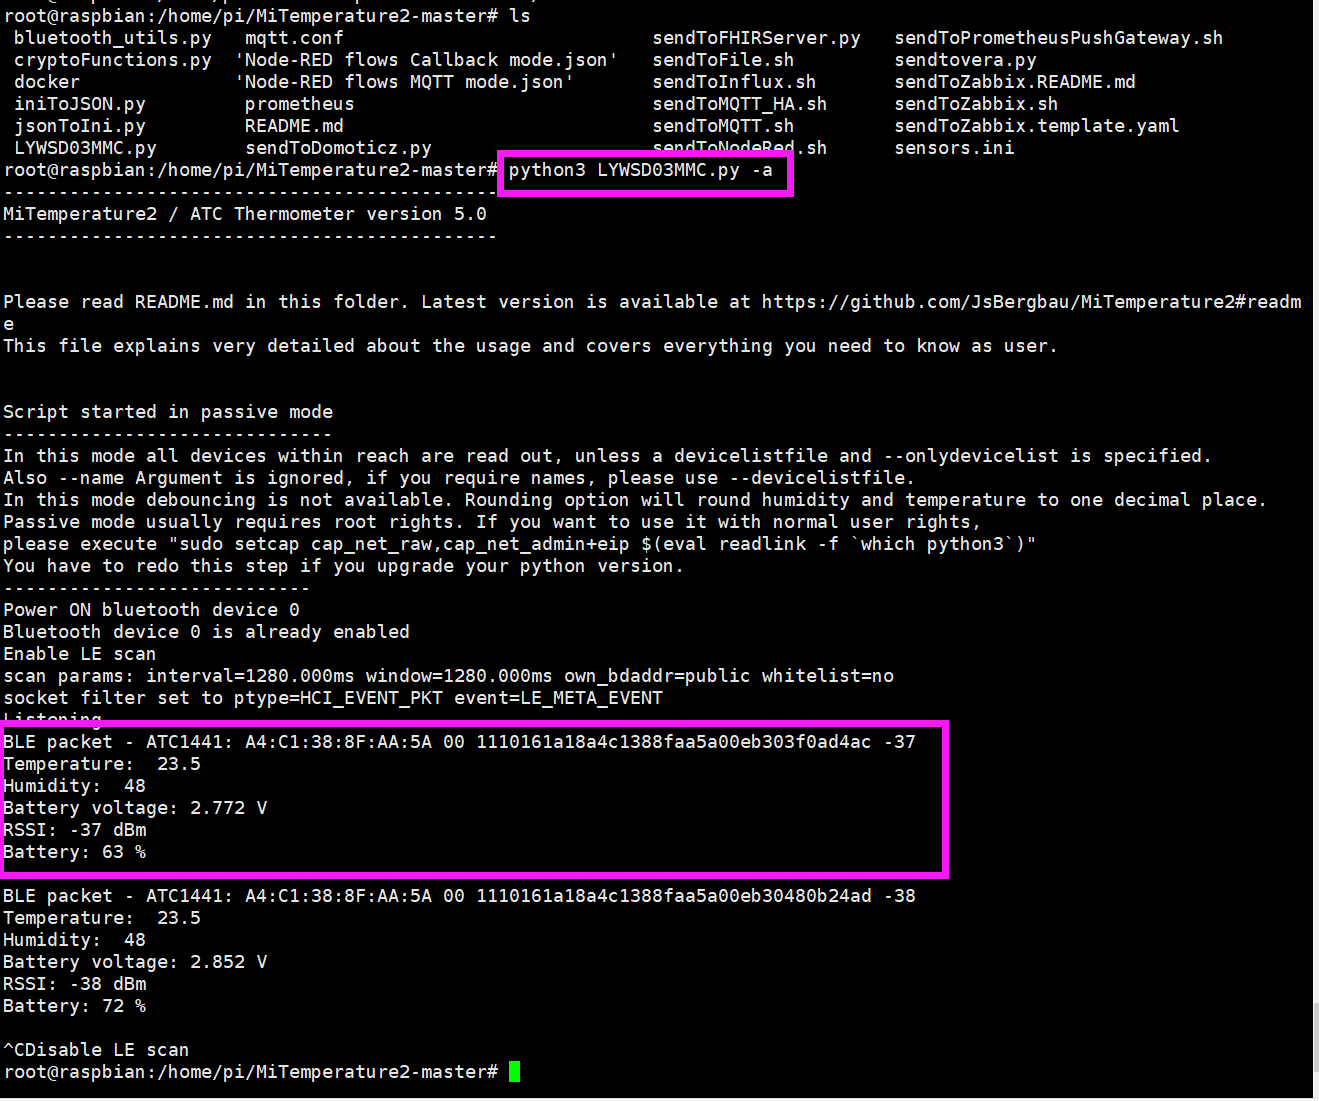 root@raspbian:/home/pi/MiTemperature2-master# ls
bluetooth_utils.py   mqtt.conf                            sendToFHIRServer.py   sendToPrometheusPushGateway.sh
cryptoFunctions.py  'Node-RED flows Callback mode.json'   sendToFile.sh         sendtovera.py
docker              'Node-RED flows MQTT mode.json'       sendToInflux.sh       sendToZabbix.README.md
iniToJSON.py         prometheus                           sendToMQTT_HA.sh      sendToZabbix.sh
jsonToIni.py         README.md                            sendToMQTT.sh         sendToZabbix.template.yaml
LYWSD03MMC.py        sendToDomoticz.py                    sendToNodeRed.sh      sensors.ini
root@raspbian:/home/pi/MiTemperature2-master# python3 LYWSD03MMC.py -a
---------------------------------------------
MiTemperature2 / ATC Thermometer version 5.0
---------------------------------------------
Please read README.md in this folder. Latest version is available at https://github.com/JsBergbau/MiTemperature2#readm
e
This file explains very detailed about the usage and covers everything you need to know as user.
Script started in passive mode
------------------------------
In this mode all devices within reach are read out, unless a devicelistfile and --onlydevicelist is specified.
Also --name Argument is ignored, if you require names, please use --devicelistfile.
In this mode debouncing is not available. Rounding option will round humidity and temperature to one decimal place.
Passive mode usually requires root rights. If you want to use it with normal user rights,
please execute "sudo setcap cap_net_raw,cap_net_admin+eip $(eval readlink -f `which python3`)"
You have to redo this step if you upgrade your python version.
----------------------------
Power ON bluetooth device 0
Bluetooth device 0 is already enabled
Enable LE scan
scan params: interval=1280.000ms window=1280.000ms own_bdaddr=public whitelist=no
socket filter set to ptype=HCI_EVENT_PKT event=LE_META_EVENT
Listening
BLE packet - ATC1441: A4:C1:38:8F:AA:5A 00 1110161a18a4c1388faa5a00eb303f0ad4ac -37
Temperature:  23.5
Humidity:  48
Battery voltage: 2.772 V
RSSI: -37 dBm
Battery: 63 %
BLE packet - ATC1441: A4:C1:38:8F:AA:5A 00 1110161a18a4c1388faa5a00eb30480b24ad -38
Temperature:  23.5
Humidity:  48
Battery voltage: 2.852 V
RSSI: -38 dBm
Battery: 72 %
^CDisable LE scan
root@raspbian:/home/pi/MiTemperature2-master#